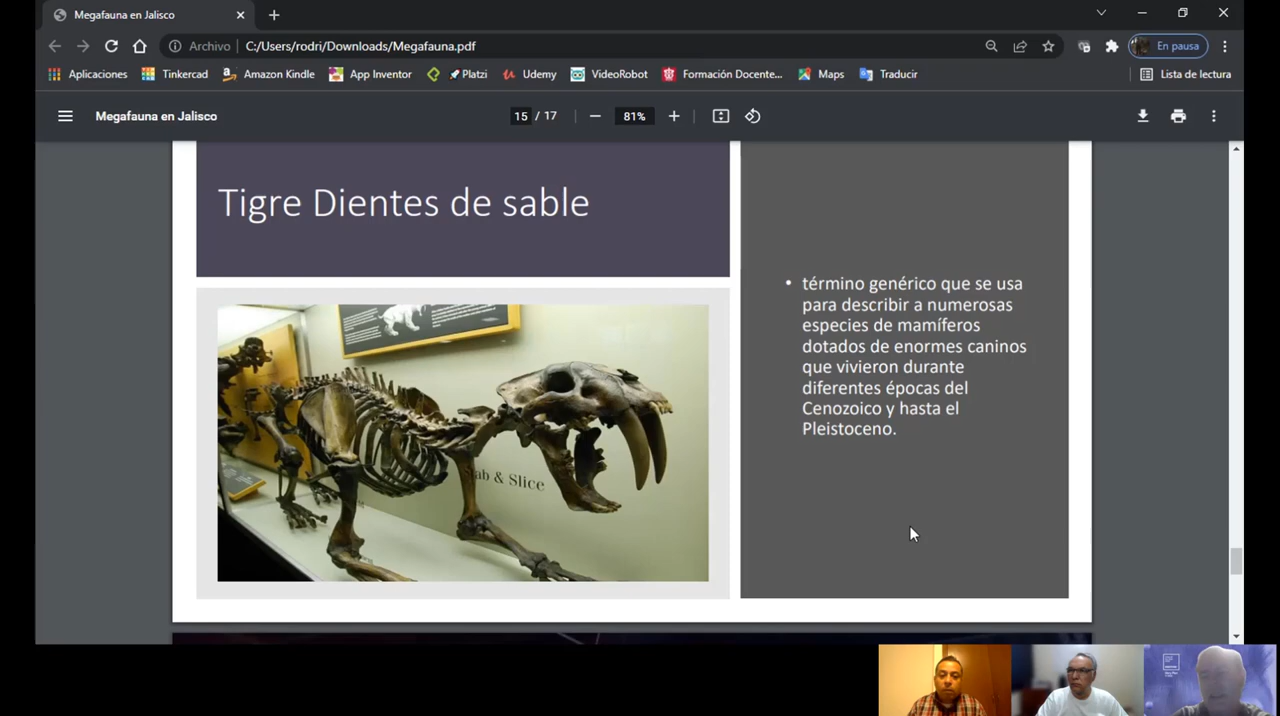 Megafauna en Jalisco
Archivo C:/Users/rodri/Downloads/Megafauna.pdf
En pausa
Aplicaciones Tinkercad Amazon Kindle App Inventor Platzi Udemy VideoRobot Formación Docente... Maps Traducir Lista de lectura
Megafauna en Jalisco 15 / 17 81%
Tigre Dientes de sable
• término genérico que se usa
para describir a numerosas
especies de mamíferos
dotados de enormes caninos
que vivieron durante
diferentes épocas del
Cenozoico y hasta el
Pleistoceno.
& Slice